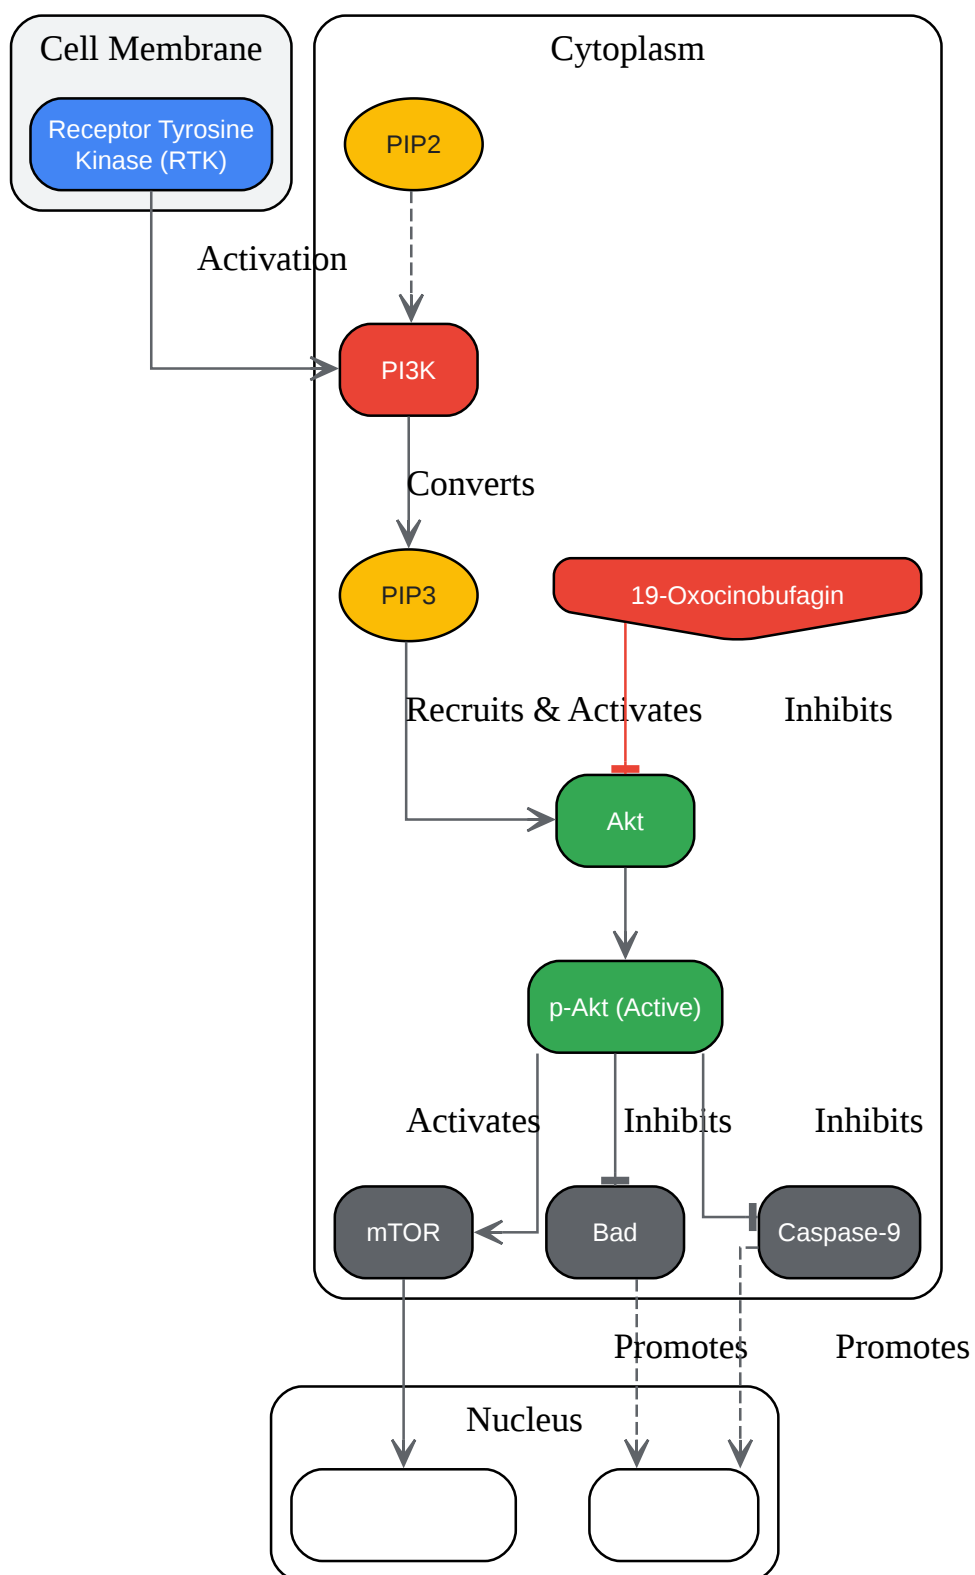 Cell Membrane
Cytoplasm
Receptor Tyrosine
Kinase (RTK)
PIP2
Activation
PI3K
Converts
PIP3
19-Oxocinobufagin
Recruits & Activates
Inhibits
Akt
p-Akt (Active)
Activates
Inhibits
Inhibits
mTOR
Bad
Caspase-9
Promotes
Promotes
Nucleus